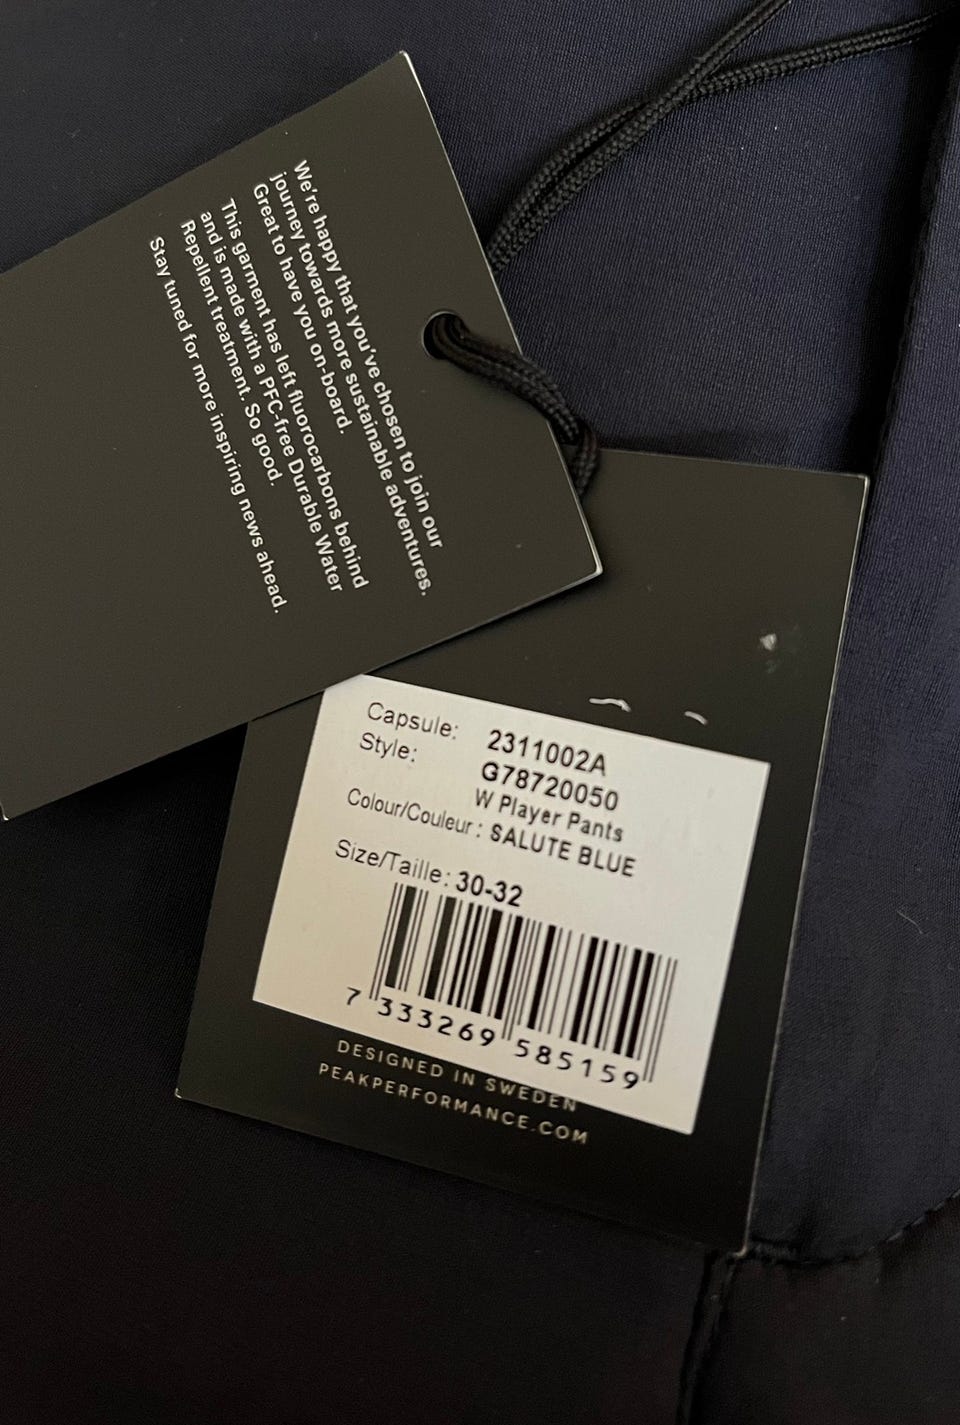 We're happy that you've chosen to join our
journey towards more sustainable adventures.
Great to have you on-board.
This garment has left fluorocarbons behind
and is made with a PFC-free Durable Water
Repellent treatment. So good.
Stay tuned for more inspiring news ahead.
Capsule: 2311002A
Style: G78720050
W Player Pants
Colour/Couleur: SALUTE BLUE
Size/Taille: 30-32
7 333269 585159
DESIGNED IN SWEDEN
PEAKPERFORMANCE.COM